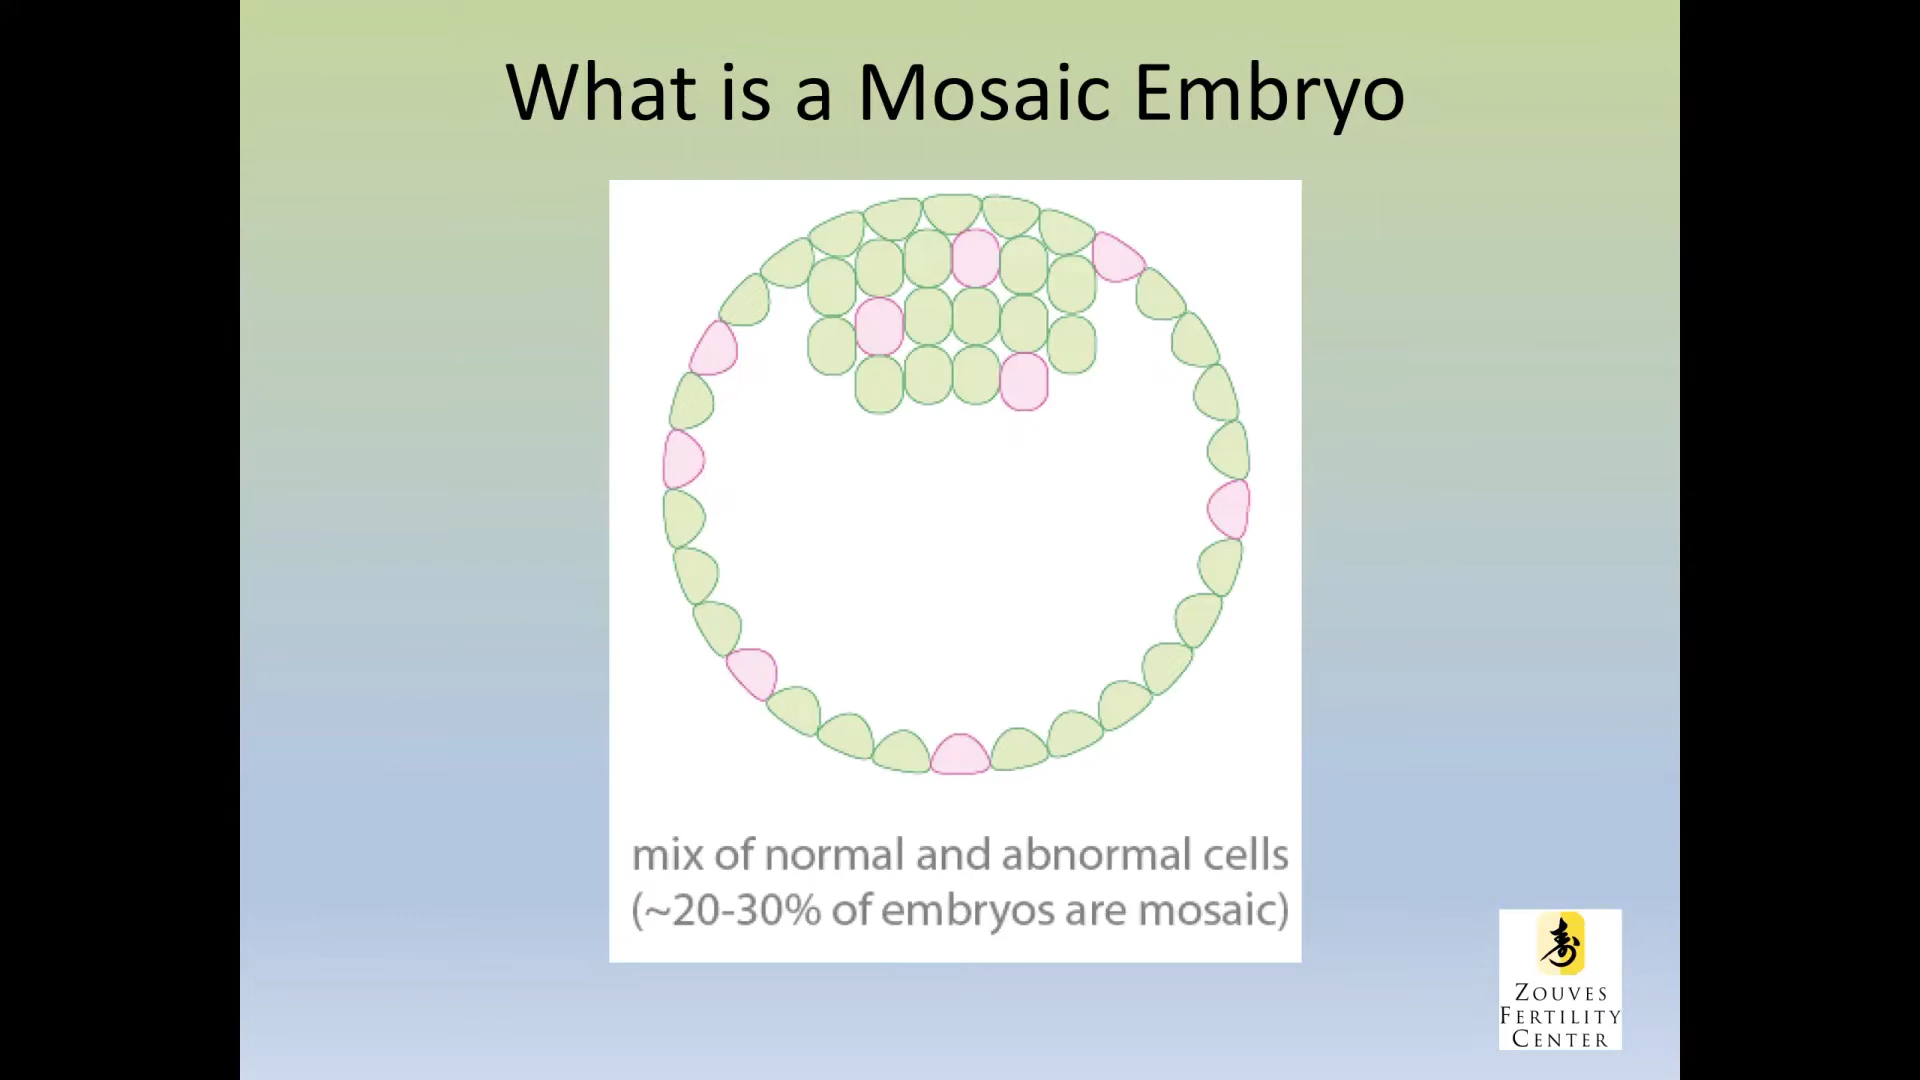 What is a Mosaic Embryo
mix of normal and abnormal cells
(~20-30% of embryos are mosaic)
寿
ZOUVES
FERTILITY
CENTER